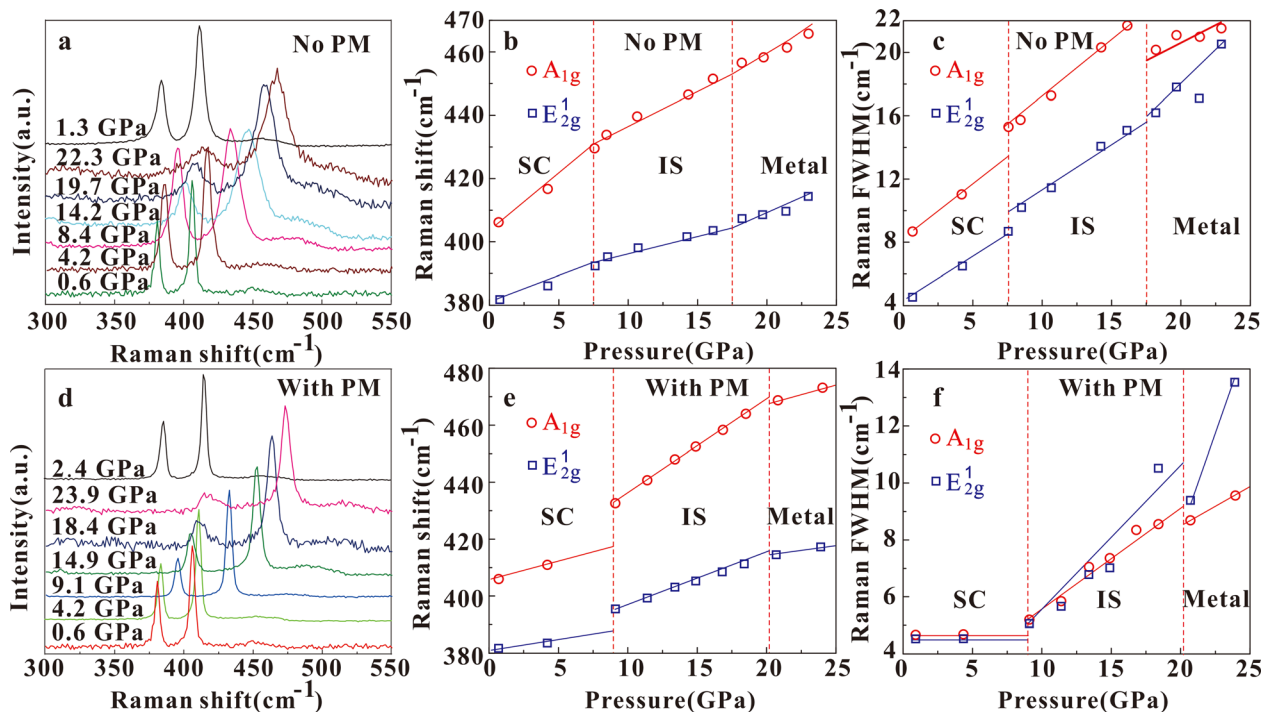 a
No PM
1.3 GPa
22.3 GPa
19.7 GPa
14.2 GPa
8.4 GPa
4.2 GPa
0.6 GPa
Intensity(a.u.)
300 350 400 450 500 550
Raman shift(cm⁻¹)
b
No PM
A1g
E¹2g
SC
IS
Metal
Raman shift(cm⁻¹)
470
460
440
420
400
380
0 5 10 15 20 25
Pressure(GPa)
c
No PM
A1g
E¹2g
SC
IS
Metal
Raman FWHM(cm⁻¹)
22
20
16
12
8
4
0 5 10 15 20 25
Pressure(GPa)
d
With PM
2.4 GPa
23.9 GPa
18.4 GPa
14.9 GPa
9.1 GPa
4.2 GPa
0.6 GPa
Intensity(a.u.)
300 350 400 450 500 550
Raman shift(cm⁻¹)
e
With PM
A1g
E¹2g
SC
IS
Metal
Raman shift(cm⁻¹)
480
460
440
420
400
380
0 5 10 15 20 25
Pressure(GPa)
f
With PM
A1g
E¹2g
SC
IS
Metal
Raman FWHM(cm⁻¹)
14
12
10
8
6
4
0 5 10 15 20 25
Pressure(GPa)